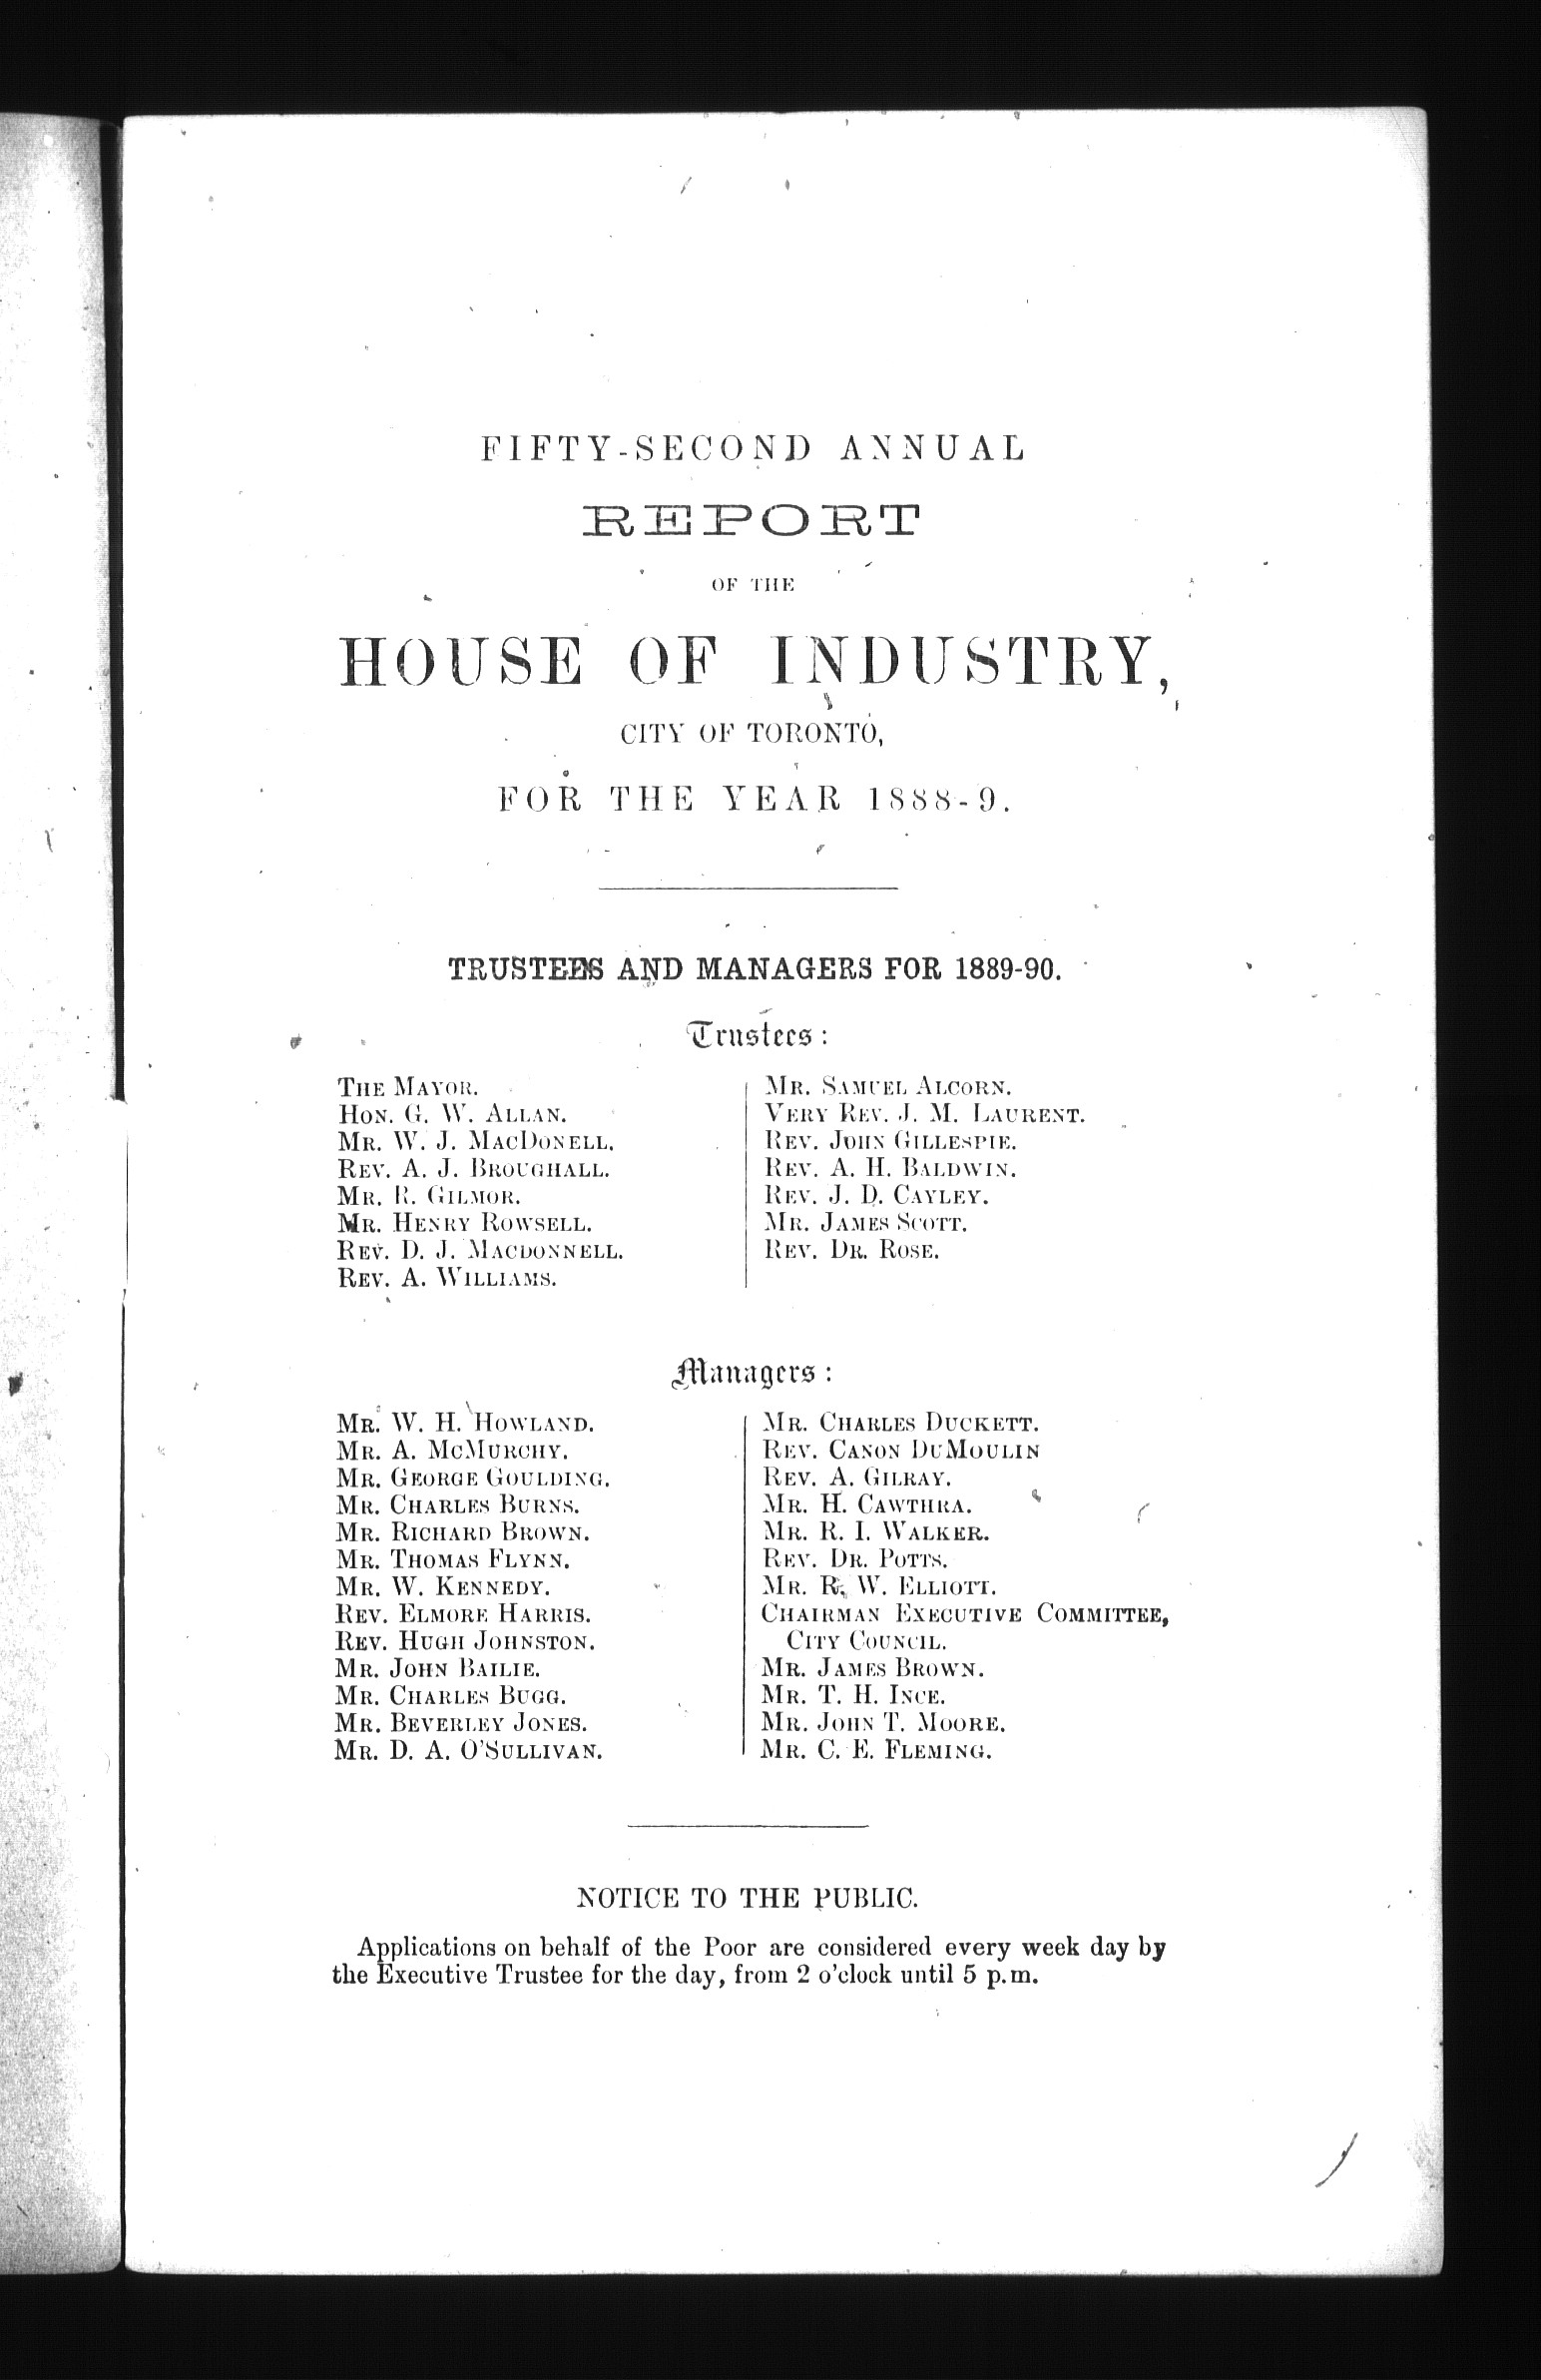 FIFTY-SECOND ANNUAL
REPORT
OF THE
HOUSE OF INDUSTRY,
CITY OF TORONTO,
FOR THE YEAR 1888-9.
TRUSTEES AND MANAGERS FOR 1889-90.
Trustees:
THE MAYOR.
HON. G. W. ALLAN.
MR. W. J. MACDONELL.
REV. A. J. BROUGHALL.
MR. R. GILMOR.
MR. HENRY ROWSELL.
REV. D. J. MACDONNELL.
REV. A. WILLIAMS.
MR. SAMUEL ALCORN.
VERY REV. J. M. LAURENT.
REV. JOHN GILLESPIE.
REV. A. H. BALDWIN.
REV. J. D. CAYLEY.
MR. JAMES SCOTT.
REV. DR. ROSE.
Managers:
MR. W. H. HOWLAND.
MR. A. MCMURCHY.
MR. GEORGE GOULDING.
MR. CHARLES BURNS.
MR. RICHARD BROWN.
MR. THOMAS FLYNN.
MR. W. KENNEDY.
REV. ELMORE HARRIS.
REV. HUGH JOHNSTON.
MR. JOHN BAILIE.
MR. CHARLES BUGG.
MR. BEVERLEY JONES.
MR. D. A. O'SULLIVAN.
MR. CHARLES DUCKETT.
REV. CANON DUMOULIN
REV. A. GILRAY.
MR. H. CAWTHRA.
MR. R. I. WALKER.
REV. DR. POTTS.
MR. R. W. ELLIOTT.
CHAIRMAN EXECUTIVE COMMITTEE,
CITY COUNCIL.
MR. JAMES BROWN.
MR. T. H. INCE.
MR. JOHN T. MOORE.
MR. C. E. FLEMING.
NOTICE TO THE PUBLIC.
Applications on behalf of the Poor are considered every week day by
the Executive Trustee for the day, from 2 o'clock until 5 p.m.